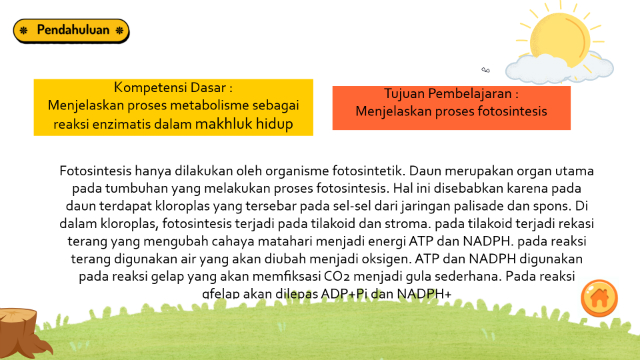 Pendahuluan
Kompetensi Dasar :
Menjelaskan proses metabolisme sebagai
reaksi enzimatis dalam makhluk hidup
Tujuan Pembelajaran :
Menjelaskan proses fotosintesis
Fotosintesis hanya dilakukan oleh organisme fotosintetik. Daun merupakan organ utama
pada tumbuhan yang melakukan proses fotosintesis. Hal ini disebabkan karena pada
daun terdapat kloroplas yang tersebar pada sel-sel dari jaringan palisade dan spons. Di
dalam kloroplas, fotosintesis terjadi pada tilakoid dan stroma. pada tilakoid terjadi rekasi
terang yang mengubah cahaya matahari menjadi energi ATP dan NADPH. pada reaksi
terang digunakan air yang akan diubah menjadi oksigen. ATP dan NADPH digunakan
pada reaksi gelap yang akan memfiksasi CO2 menjadi gula sederhana. Pada reaksi
gfelap akan dilepas ADP+Pi dan NADPH+